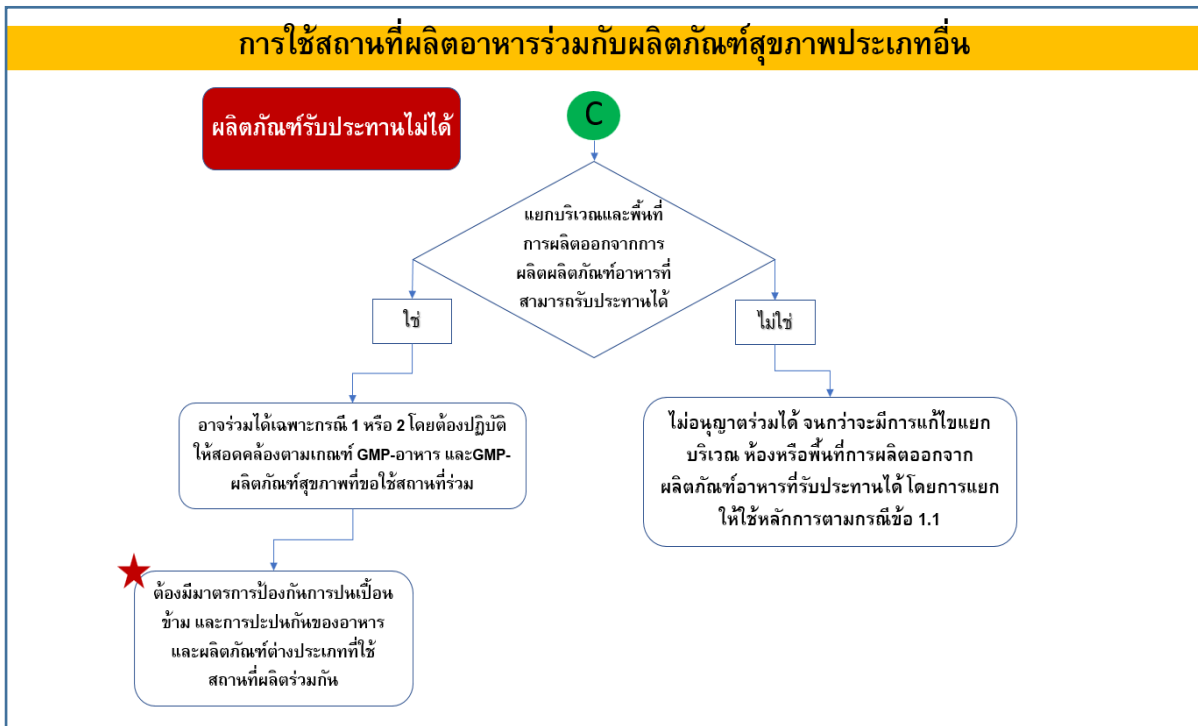 การใช้สถานที่ผลิตอาหารร่วมกับผลิตภัณฑ์สุขภาพประเภทอื่น
ผลิตภัณฑ์รับประทานไม่ได้
C
แยกบริเวณและพื้นที่
การผลิตออกจากการ
ผลิตผลิตภัณฑ์อาหารที่
สามารถรับประทานได้
ใช่
ไม่ใช่
อาจร่วมได้เฉพาะกรณี 1 หรือ 2 โดยต้องปฏิบัติ
ให้สอดคล้องตามเกณฑ์ GMP-อาหาร และGMP-
ผลิตภัณฑ์สุขภาพที่ขอใช้สถานที่ร่วม
ไม่อนุญาตร่วมได้ จนกว่าจะมีการแก้ไขแยก
บริเวณ ห้องหรือพื้นที่การผลิตออกจาก
ผลิตภัณฑ์อาหารที่รับประทานได้ โดยการแยก
ให้ใช้หลักการตามกรณีข้อ 1.1
ต้องมีมาตรการป้องกันการปนเปื้อน
ข้าม และการปะปนกันของอาหาร
และผลิตภัณฑ์ต่างประเภทที่ใช้
สถานที่ผลิตร่วมกัน